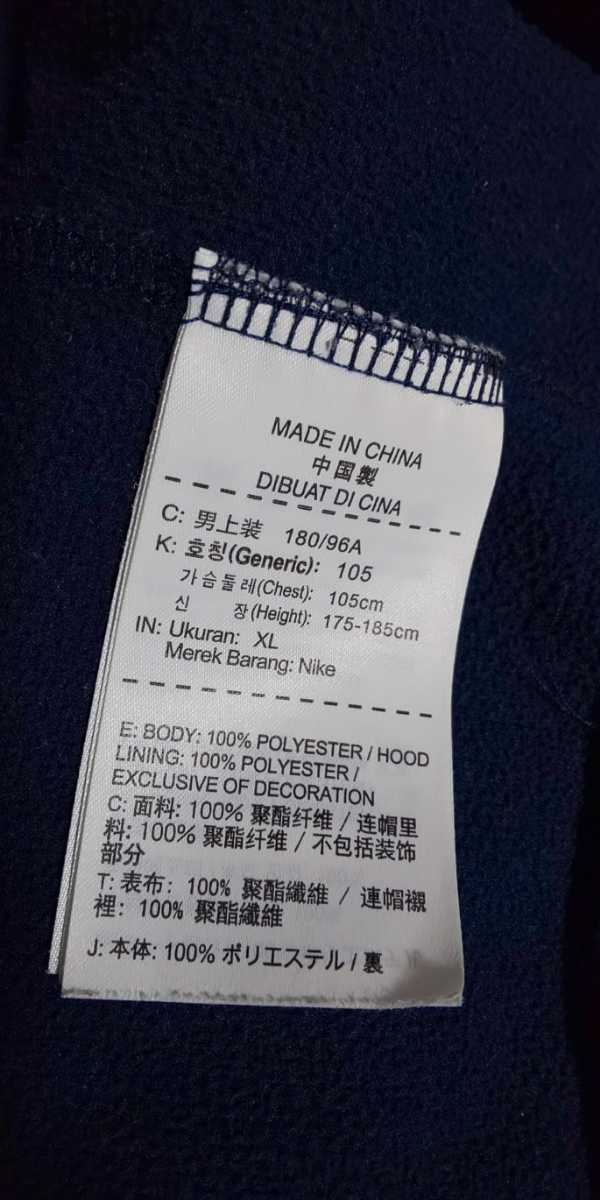 MADE IN CHINA
中国製
DIBUAT DI CINA
C: 男上装 180/96A
K: 호칭(Generic): 105
가슴둘레(Chest): 105cm
신 장(Height): 175-185cm
IN: Ukuran: XL
Merek Barang: Nike
E: BODY: 100% POLYESTER / HOOD
LINING: 100% POLYESTER /
EXCLUSIVE OF DECORATION
C: 面料: 100% 聚酯纤维 / 连帽里
料: 100% 聚酯纤维 / 不包括装饰
部分
T: 表布: 100% 聚酯纖維 / 連帽襯
裡: 100% 聚酯纖維
J: 本体: 100% ポリエステル / 裏